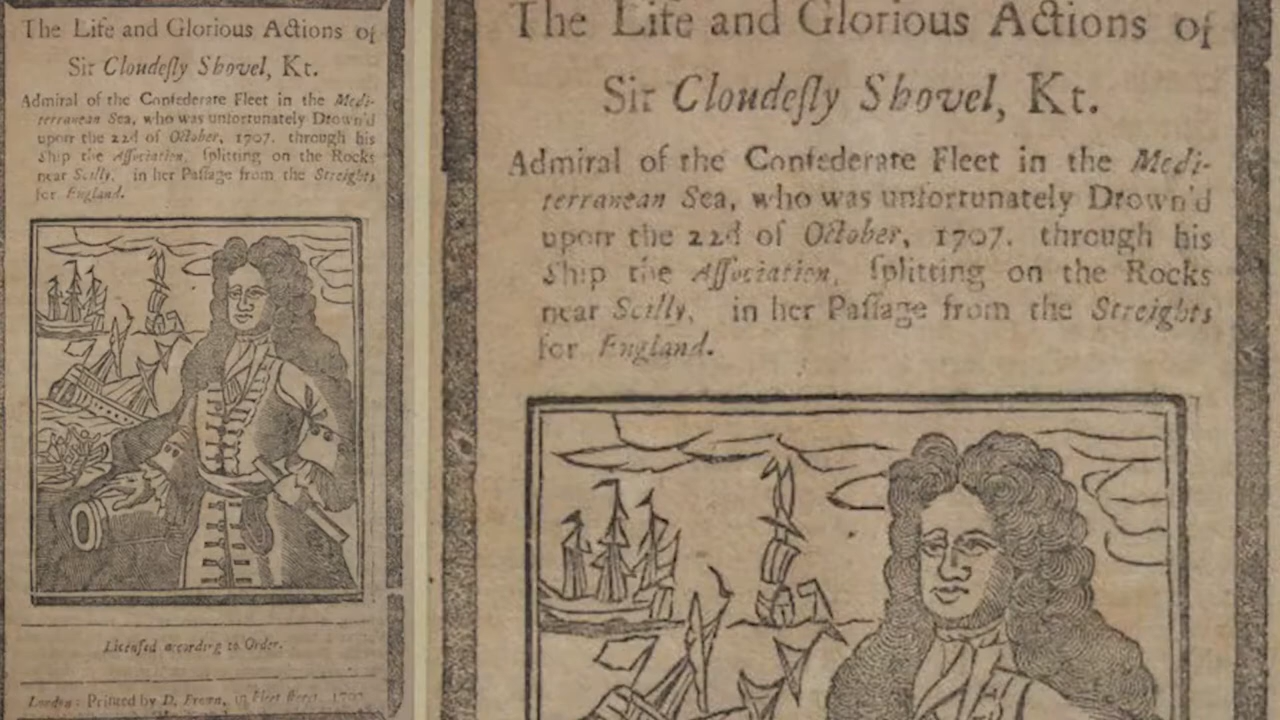 The Life and Glorious Actions of
Sir Cloudeſly Shovel, Kt.
Admiral of the Confederate Fleet in the Medi-
terranean Sea, who was unfortunately Drown'd
upon the 22d of October, 1707. through his
Ship the Aſſociation, ſplitting on the Rocks
near Scilly, in her Paſſage from the Streights
for England.
Licenſed according to Order.
London: Printed by D. Brown, in Fleet ſtreet. 1707
The Life and Glorious Actions of
Sir Cloudeſly Shovel, Kt.
Admiral of the Confederate Fleet in the Medi-
terranean Sea, who was unfortunately Drown'd
upon the 22d of October, 1707. through his
Ship the Aſſociation, ſplitting on the Rocks
near Scilly, in her Paſſage from the Streights
for England.